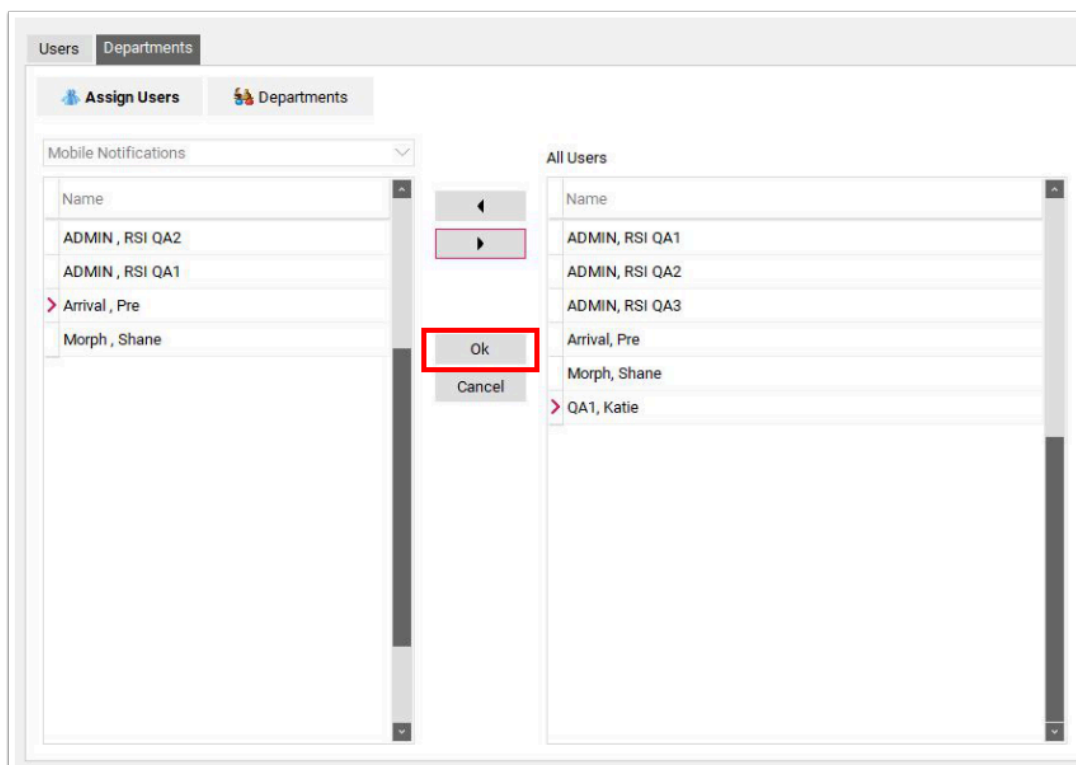 Users Departments
Assign Users Departments
Mobile Notifications
Name
ADMIN , RSI QA2
ADMIN , RSI QA1
Arrival , Pre
Morph , Shane
Ok
Cancel
All Users
Name
ADMIN, RSI QA1
ADMIN, RSI QA2
ADMIN, RSI QA3
Arrival, Pre
Morph, Shane
QA1, Katie